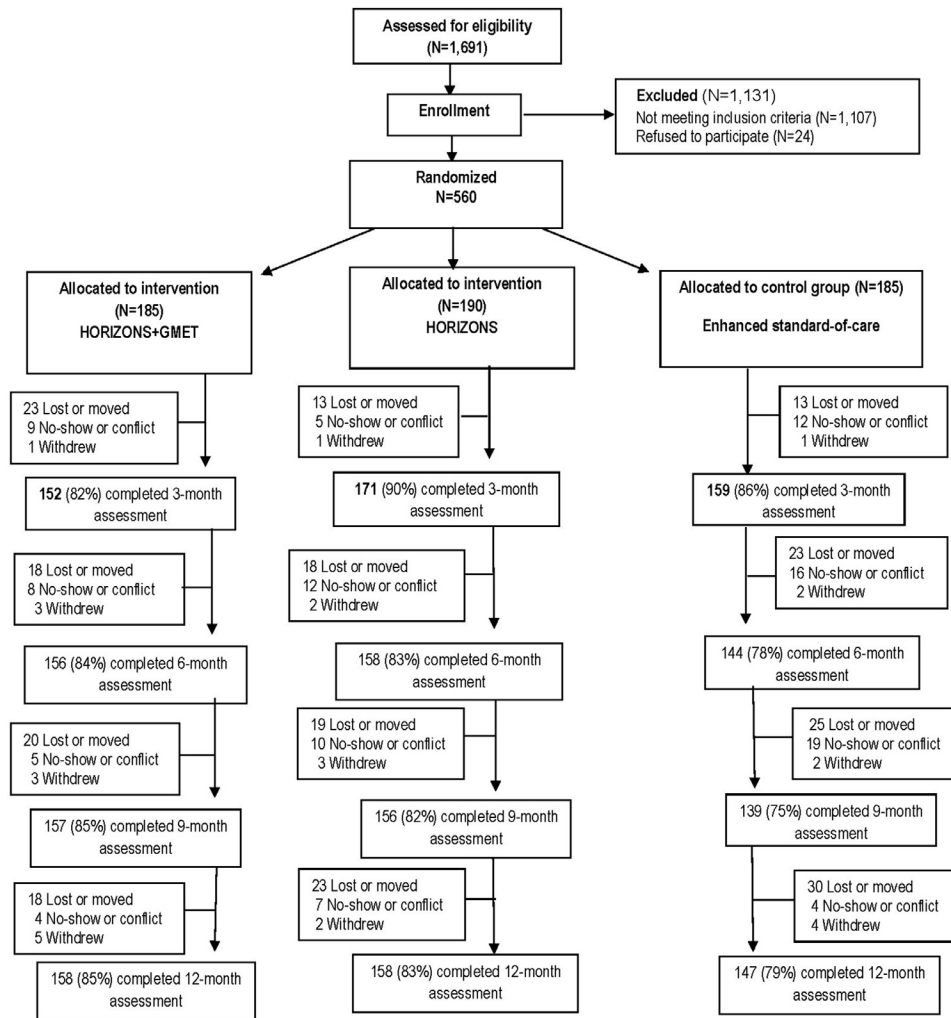 Assessed for eligibility
(N=1,691)
Enrollment
Excluded (N=1,131)
Not meeting inclusion criteria (N=1,107)
Refused to participate (N=24)
Randomized
N=560
Allocated to intervention
(N=185)
HORIZONS+GMET
Allocated to intervention
(N=190)
HORIZONS
Allocated to control group (N=185)
Enhanced standard-of-care
23 Lost or moved
9 No-show or conflict
1 Withdrew
13 Lost or moved
5 No-show or conflict
1 Withdrew
13 Lost or moved
12 No-show or conflict
1 Withdrew
152 (82%) completed 3-month
assessment
171 (90%) completed 3-month
assessment
159 (86%) completed 3-month
assessment
18 Lost or moved
8 No-show or conflict
3 Withdrew
18 Lost or moved
12 No-show or conflict
2 Withdrew
23 Lost or moved
16 No-show or conflict
2 Withdrew
156 (84%) completed 6-month
assessment
158 (83%) completed 6-month
assessment
144 (78%) completed 6-month
assessment
20 Lost or moved
5 No-show or conflict
3 Withdrew
19 Lost or moved
10 No-show or conflict
3 Withdrew
25 Lost or moved
19 No-show or conflict
2 Withdrew
157 (85%) completed 9-month
assessment
156 (82%) completed 9-month
assessment
139 (75%) completed 9-month
assessment
18 Lost or moved
4 No-show or conflict
5 Withdrew
23 Lost or moved
7 No-show or conflict
2 Withdrew
30 Lost or moved
4 No-show or conflict
4 Withdrew
158 (85%) completed 12-month
assessment
158 (83%) completed 12-month
assessment
147 (79%) completed 12-month
assessment